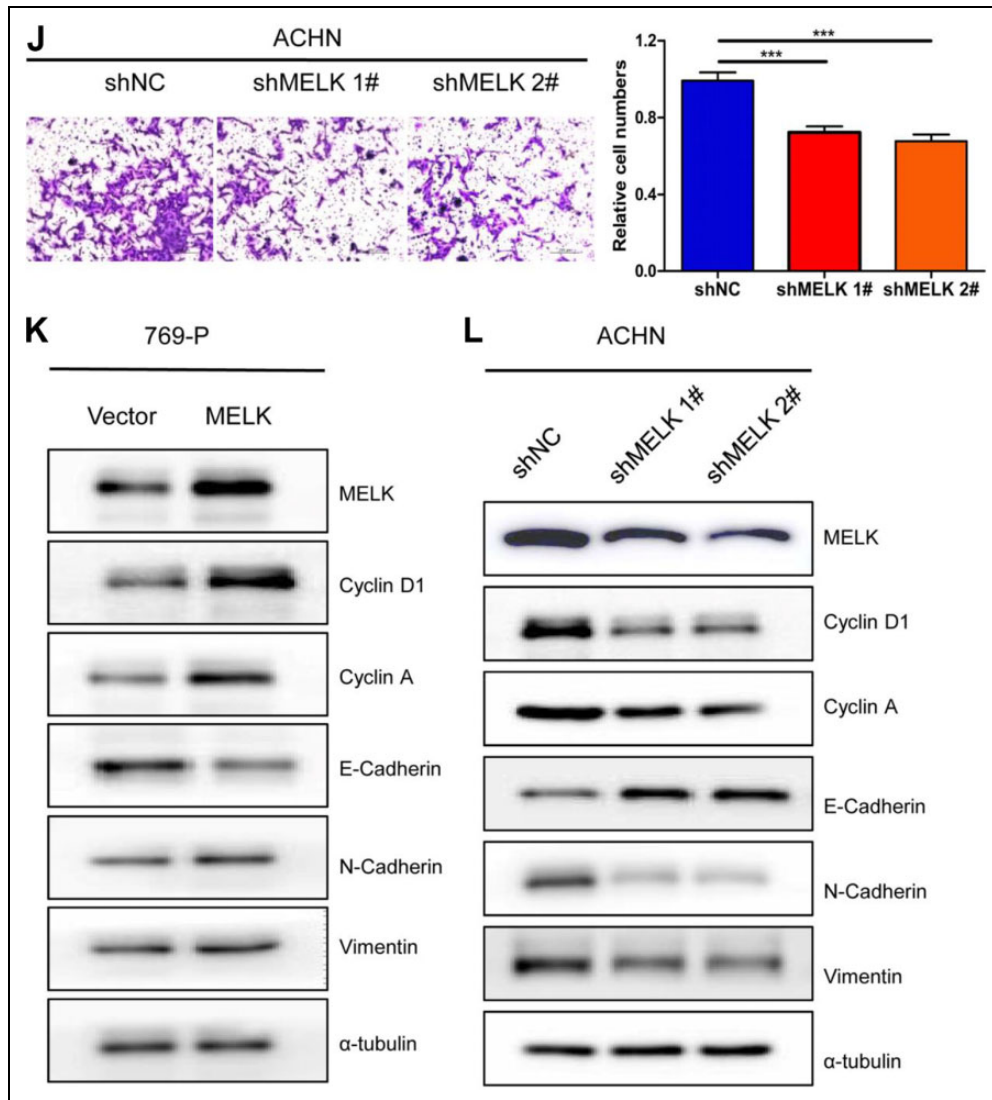 J
ACHN
shNC shMELK 1# shMELK 2#
Relative cell numbers
1.2
0.8
0.4
0.0
***
***
shNC shMELK 1# shMELK 2#
K
769-P
Vector MELK
MELK
Cyclin D1
Cyclin A
E-Cadherin
N-Cadherin
Vimentin
α-tubulin
L
ACHN
shNC shMELK 1# shMELK 2#
MELK
Cyclin D1
Cyclin A
E-Cadherin
N-Cadherin
Vimentin
α-tubulin